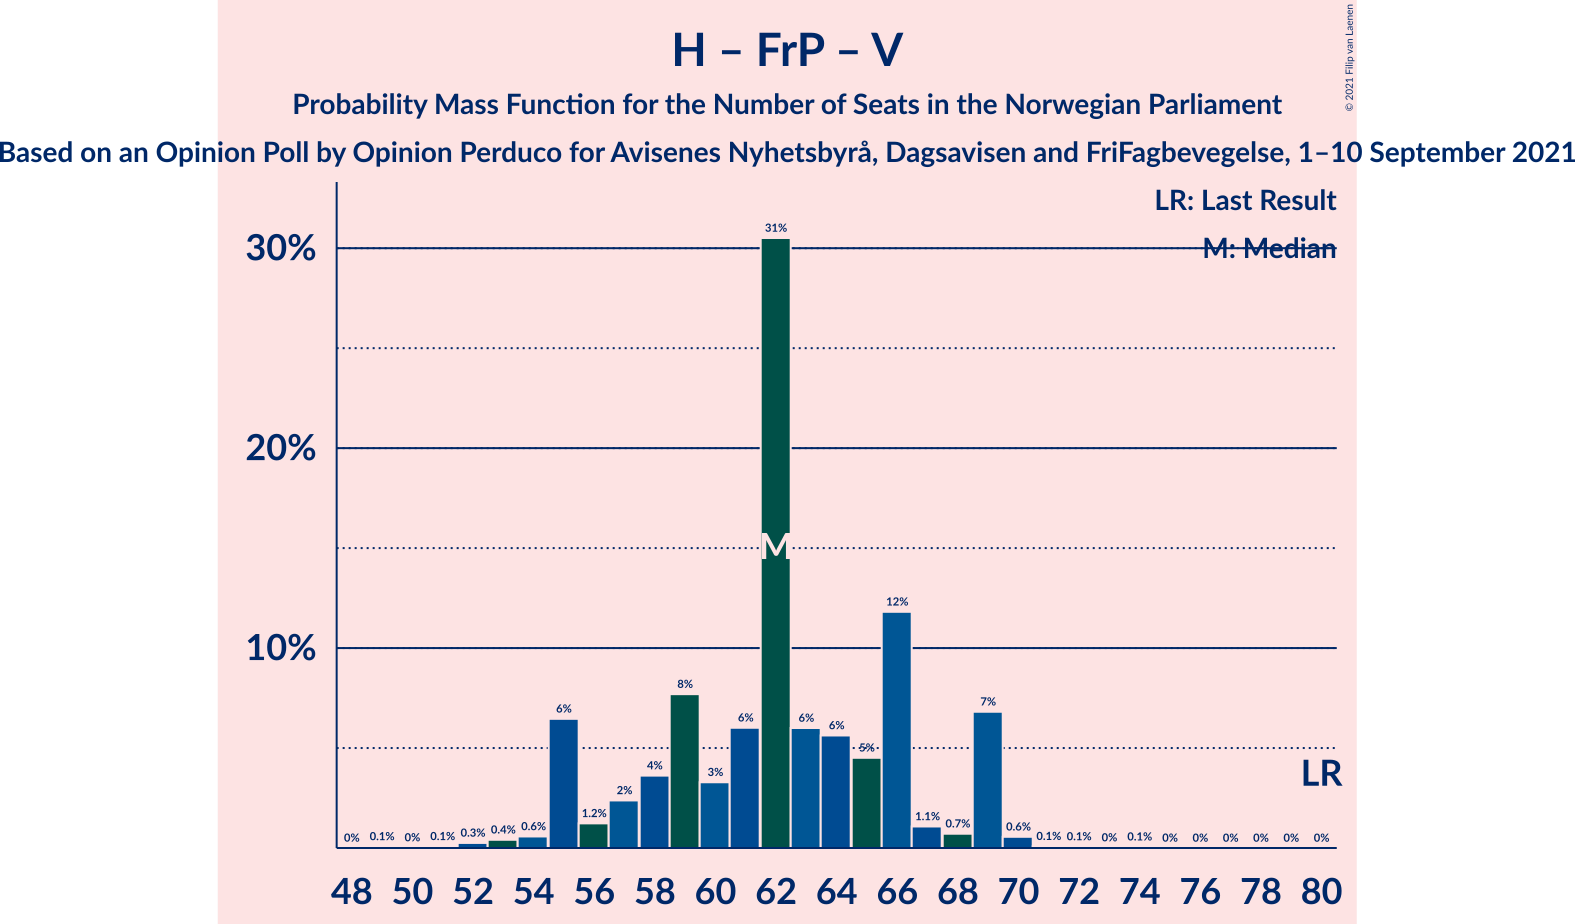 H – FrP – V
Probability Mass Function for the Number of Seats in the Norwegian Parliament
Based on an Opinion Poll by Opinion Perduco for Avisenes Nyhetsbyrå, Dagsavisen and FriFagbevegelse, 1–10 September 2021
© 2021 Filip van Laenen
LR: Last Result
M: Median
30%
20%
10%
0% 0.1% 0% 0.1% 0.3% 0.4% 0.6% 6% 1.2% 2% 4% 8% 3% 6% 31% 6% 6% 5% 12% 1.1% 0.7% 7% 0.6% 0.1% 0.1% 0% 0.1% 0% 0% 0% 0% 0% 0%
M
LR
48 50 52 54 56 58 60 62 64 66 68 70 72 74 76 78 80